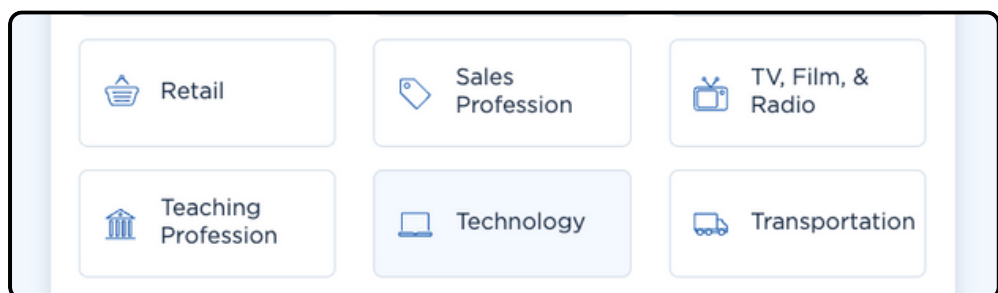 Retail
Sales
Profession
TV, Film, &
Radio
Teaching
Profession
Technology
Transportation